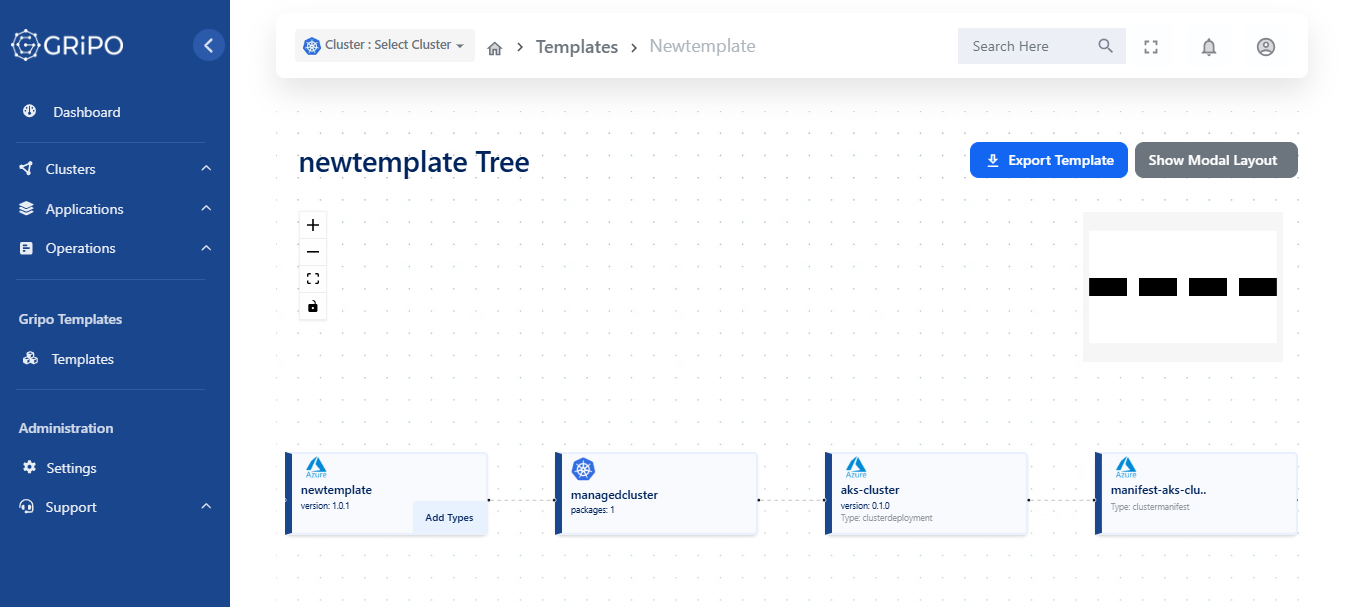 GRiPO
Cluster : Select Cluster
Templates
Newtemplate
Search Here
Dashboard
Clusters
Applications
Operations
Gripo Templates
Templates
Administration
Settings
Support
newtemplate Tree
Export Template
Show Modal Layout
Azure
newtemplate
version: 1.0.1
Add Types
managedcluster
packages: 1
Azure
aks-cluster
version: 0.1.0
Type: clusterdeployment
Azure
manifest-aks-clu..
Type: clustermanifest